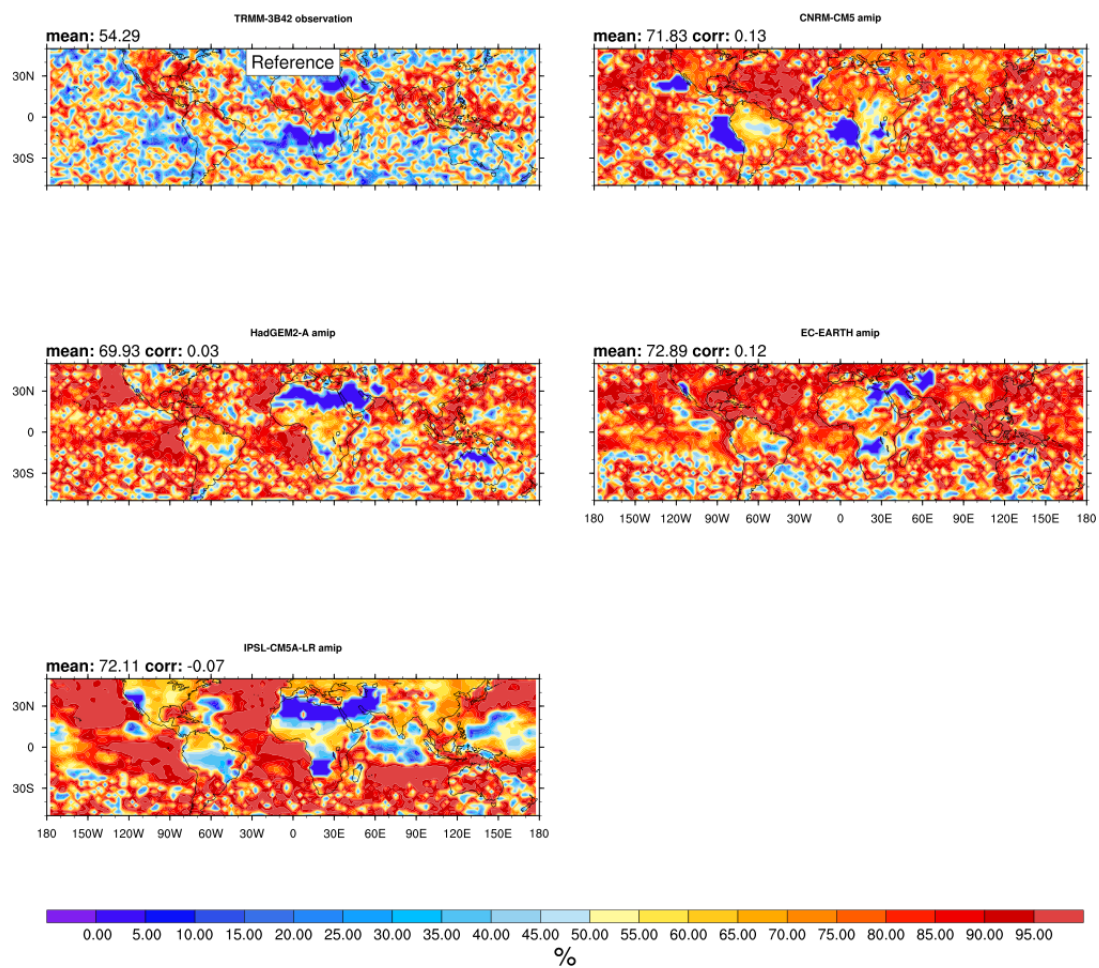 TRMM-3B42 observation
mean: 54.29
Reference
30N
0
30S
CNRM-CM5 amip
mean: 71.83 corr: 0.13
30N
0
30S
HadGEM2-A amip
mean: 69.93 corr: 0.03
30N
0
30S
EC-EARTH amip
mean: 72.89 corr: 0.12
30N
0
30S
180 150W 120W 90W 60W 30W 0 30E 60E 90E 120E 150E 180
IPSL-CM5A-LR amip
mean: 72.11 corr: -0.07
30N
0
30S
180 150W 120W 90W 60W 30W 0 30E 60E 90E 120E 150E 180
0.00 5.00 10.00 15.00 20.00 25.00 30.00 35.00 40.00 45.00 50.00 55.00 60.00 65.00 70.00 75.00 80.00 85.00 90.00 95.00
%